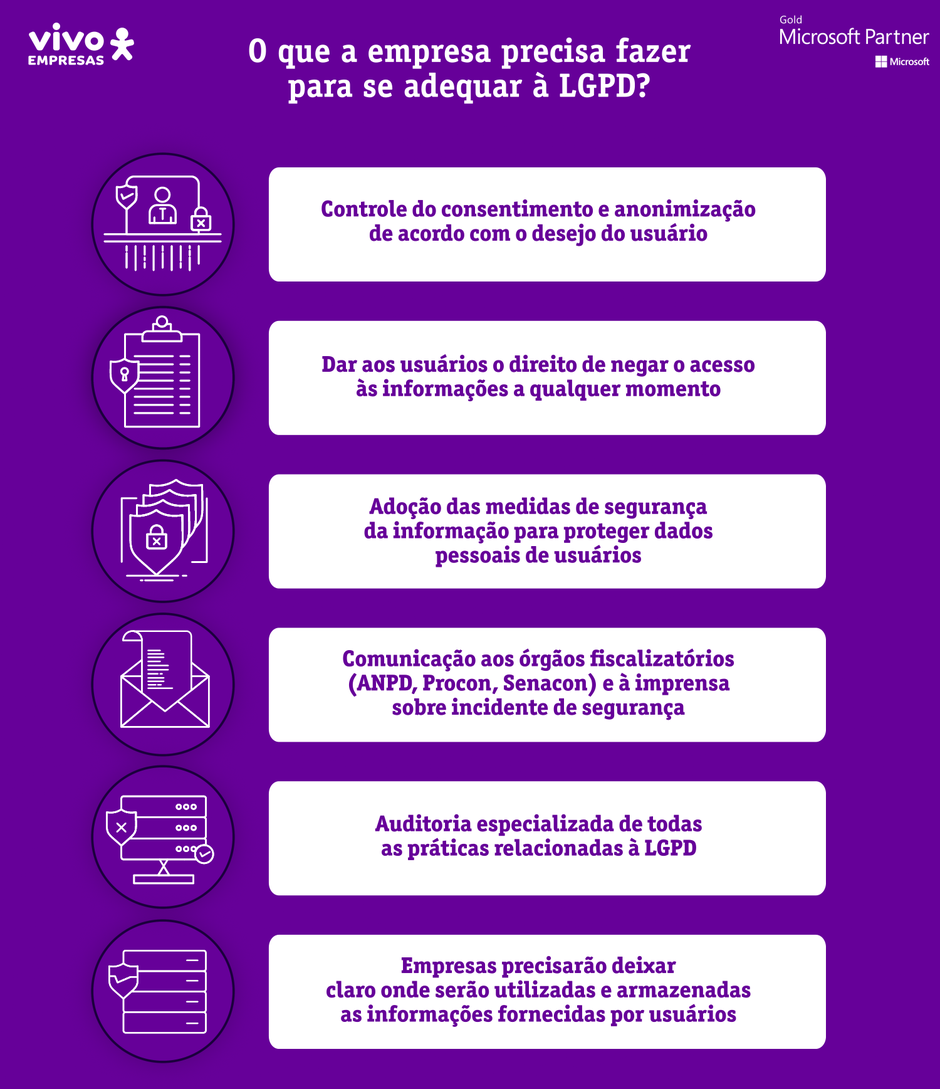 vivo
EMPRESAS
O que a empresa precisa fazer
para se adequar à LGPD?
Gold
Microsoft Partner
Microsoft
Controle do consentimento e anonimização
de acordo com o desejo do usuário
Dar aos usuários o direito de negar o acesso
às informações a qualquer momento
Adoção das medidas de segurança
da informação para proteger dados
pessoais de usuários
Comunicação aos órgãos fiscalizatórios
(ANPD, Procon, Senacon) e à imprensa
sobre incidente de segurança
Auditoria especializada de todas
as práticas relacionadas à LGPD
Empresas precisarão deixar
claro onde serão utilizadas e armazenadas
as informações fornecidas por usuários